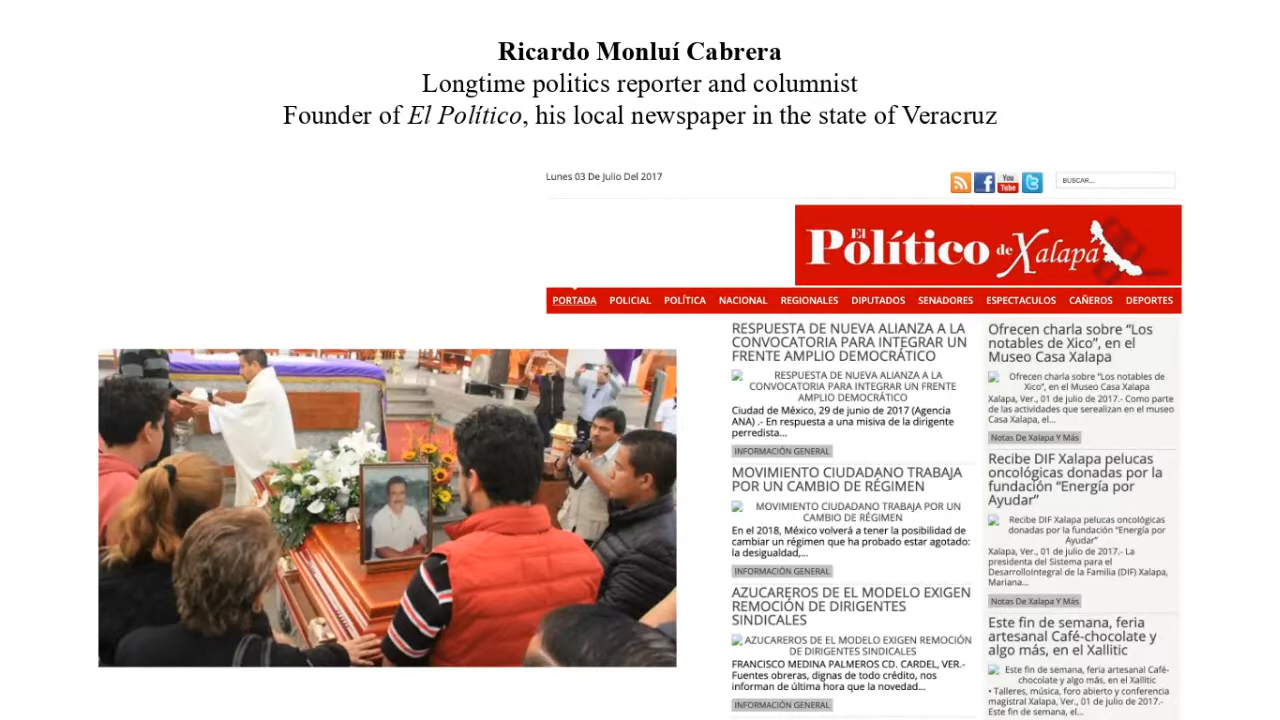 Ricardo Monluí Cabrera
Longtime politics reporter and columnist
Founder of El Político, his local newspaper in the state of Veracruz
Lunes 03 De Julio Del 2017
You
Tube
BUSCAR...
El Político de Xalapa
PORTADA POLICIAL POLÍTICA NACIONAL REGIONALES DIPUTADOS SENADORES ESPECTACULOS CAÑEROS DEPORTES
RESPUESTA DE NUEVA ALIANZA A LA
CONVOCATORIA PARA INTEGRAR UN
FRENTE AMPLIO DEMOCRÁTICO
RESPUESTA DE NUEVA ALIANZA A LA
CONVOCATORIA PARA INTEGRAR UN FRENTE
AMPLIO DEMOCRÁTICO
Ciudad de México, 29 de junio de 2017 (Agencia
ANA) .- En respuesta a una misiva de la dirigente
perredista...
INFORMACIÓN GENERAL
MOVIMIENTO CIUDADANO TRABAJA
POR UN CAMBIO DE RÉGIMEN
MOVIMIENTO CIUDADANO TRABAJA POR UN
CAMBIO DE RÉGIMEN
En el 2018, México volverá a tener la posibilidad de
cambiar un régimen que ha probado estar agotado:
la desigualdad,...
INFORMACIÓN GENERAL
AZUCAREROS DE EL MODELO EXIGEN
REMOCIÓN DE DIRIGENTES
SINDICALES
AZUCAREROS DE EL MODELO EXIGEN REMOCIÓN
DE DIRIGENTES SINDICALES
FRANCISCO MEDINA PALMEROS CD. CARDEL, VER.-
Fuentes obreras, dignas de todo crédito, nos
informan de última hora que la novedad...
INFORMACIÓN GENERAL
Ofrecen charla sobre “Los
notables de Xico”, en el
Museo Casa Xalapa
Ofrecen charla sobre “Los notables de
Xico”, en el Museo Casa Xalapa
Xalapa, Ver., 01 de julio de 2017.- Como parte
de las actividades que serealizan en el museo
Casa Xalapa, el...
Notas De Xalapa Y Más
Recibe DIF Xalapa pelucas
oncológicas donadas por la
fundación “Energía por
Ayudar”
Recibe DIF Xalapa pelucas oncológicas
donadas por la fundación “Energía por
Ayudar”
Xalapa, Ver., 01 de julio de 2017.- La
presidenta del Sistema para el
DesarrolloIntegral de la Familia (DIF) Xalapa,
Mariana...
Notas De Xalapa Y Más
Este fin de semana, feria
artesanal Café-chocolate y
algo más, en el Xallitic
Este fin de semana, feria artesanal Café-
chocolate y algo más, en el Xallitic
• Talleres, música, foro abierto y conferencia
magistral Xalapa, Ver., 01 de julio de 2017.-
Este fin de semana, el...